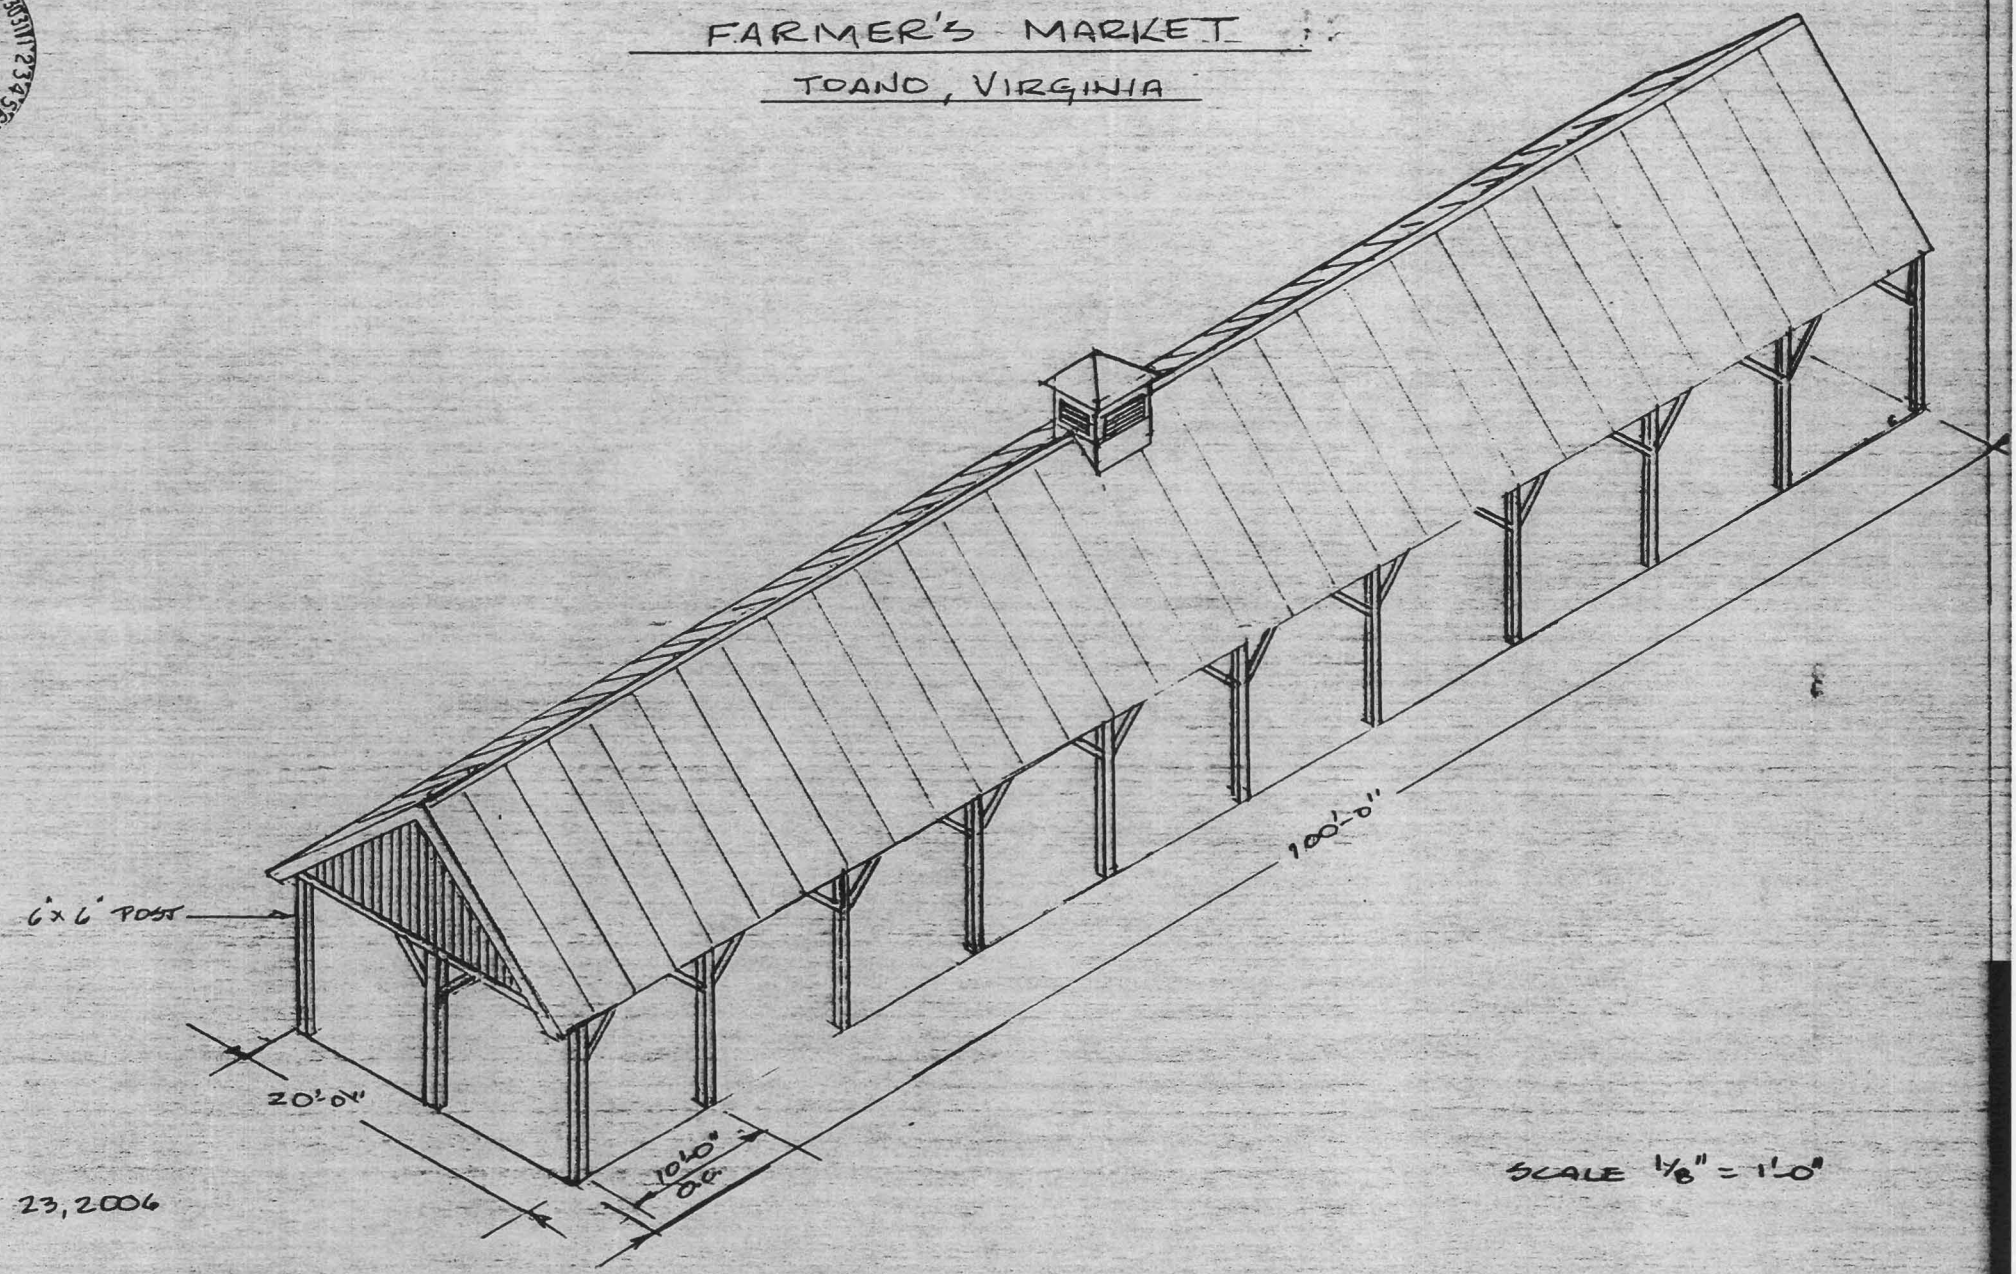 FARMER'S MARKET
TOANO, VIRGINIA
6"x 6" POST
20'-0"
10'-0"
O.C.
100'-0"
SCALE 1/8" = 1'-0"
23,2006